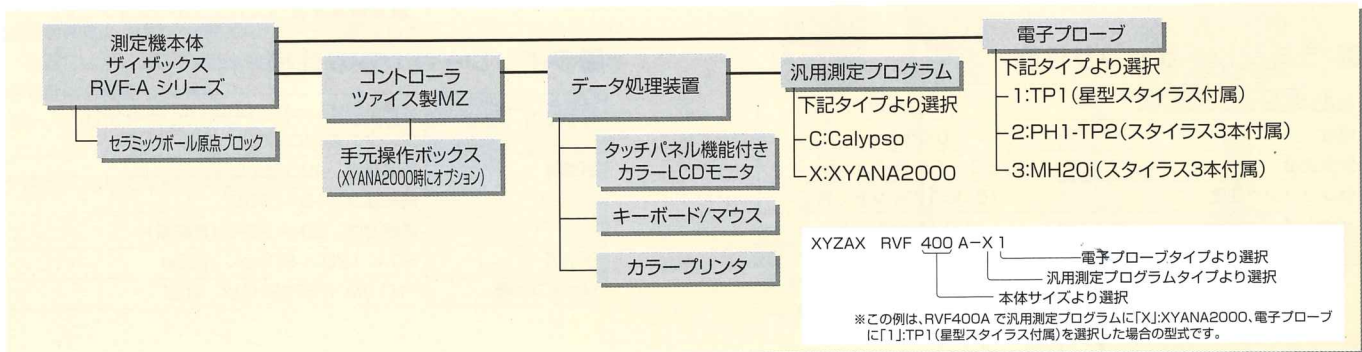 測定機本体
ザイザックス
RVF-A シリーズ
セラミックボール原点ブロック
コントローラ
ツァイス製MZ
手元操作ボックス
(XYANA2000時にオプション)
データ処理装置
タッチパネル機能付き
カラーLCDモニタ
キーボード/マウス
カラープリンタ
汎用測定プログラム
下記タイプより選択
C:Calypso
X:XYANA2000
電子プローブ
下記タイプより選択
1:TP1(星型スタイラス付属)
2:PH1-TP2(スタイラス3本付属)
3:MH20i(スタイラス3本付属)
XYZAX RVF 400 A-X 1
電子プローブタイプより選択
汎用測定プログラムタイプより選択
本体サイズより選択
※この例は、RVF400A で汎用測定プログラムに「X」:XYANA2000、電子プローブ
に「1」:TP1(星型スタイラス付属)を選択した場合の型式です。